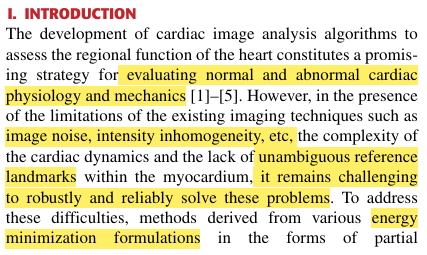 I. INTRODUCTION
The development of cardiac image analysis algorithms to
assess the regional function of the heart constitutes a promis-
ing strategy for evaluating normal and abnormal cardiac
physiology and mechanics [1]–[5]. However, in the presence
of the limitations of the existing imaging techniques such as
image noise, intensity inhomogeneity, etc, the complexity of
the cardiac dynamics and the lack of unambiguous reference
landmarks within the myocardium, it remains challenging
to robustly and reliably solve these problems. To address
these difficulties, methods derived from various energy
minimization formulations in the forms of partial